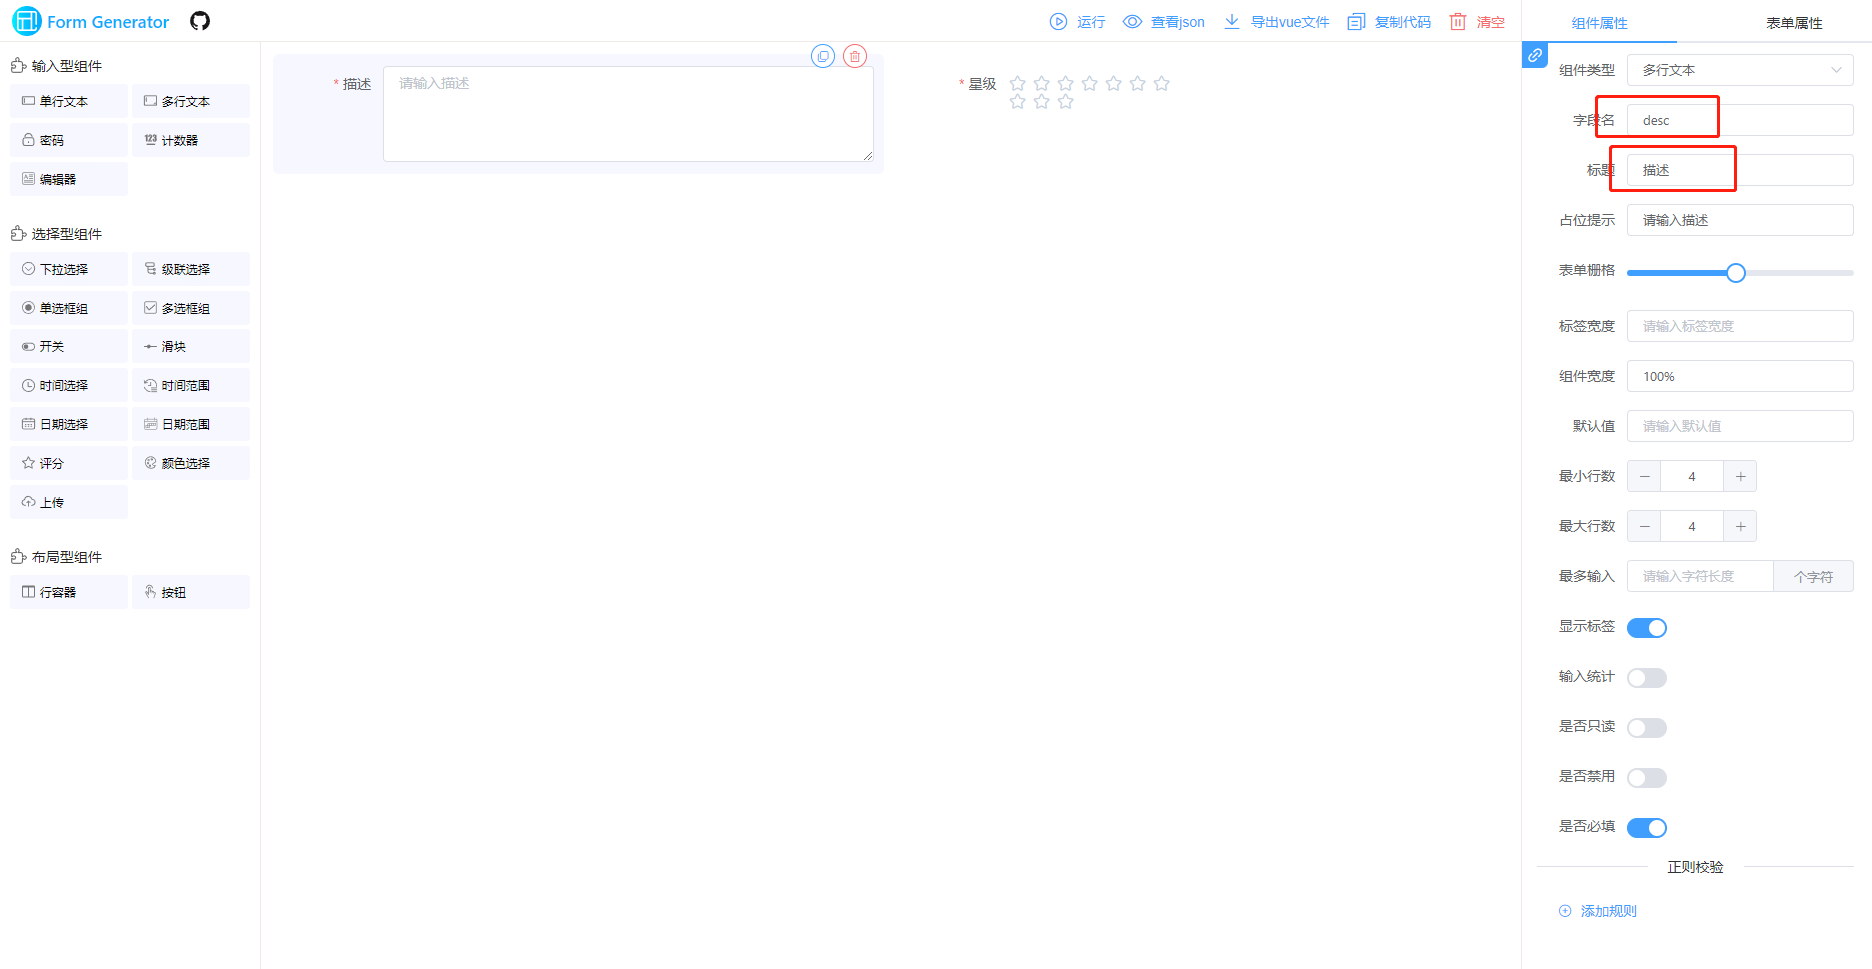 Form Generator
运行
查看json
导出vue文件
复制代码
清空
组件属性
表单属性
输入型组件
单行文本
多行文本
密码
计数器
编辑器
选择型组件
下拉选择
级联选择
单选框组
多选框组
开关
滑块
时间选择
时间范围
日期选择
日期范围
评分
颜色选择
上传
布局型组件
行容器
按钮
* 描述
请输入描述
* 星级
组件类型 多行文本
字段名 desc
标题 描述
占位提示 请输入描述
表单栅格
标签宽度 请输入标签宽度
组件宽度 100%
默认值 请输入默认值
最小行数 4
最大行数 4
最多输入 请输入字符长度 个字符
显示标签
输入统计
是否只读
是否禁用
是否必填
正则校验
添加规则